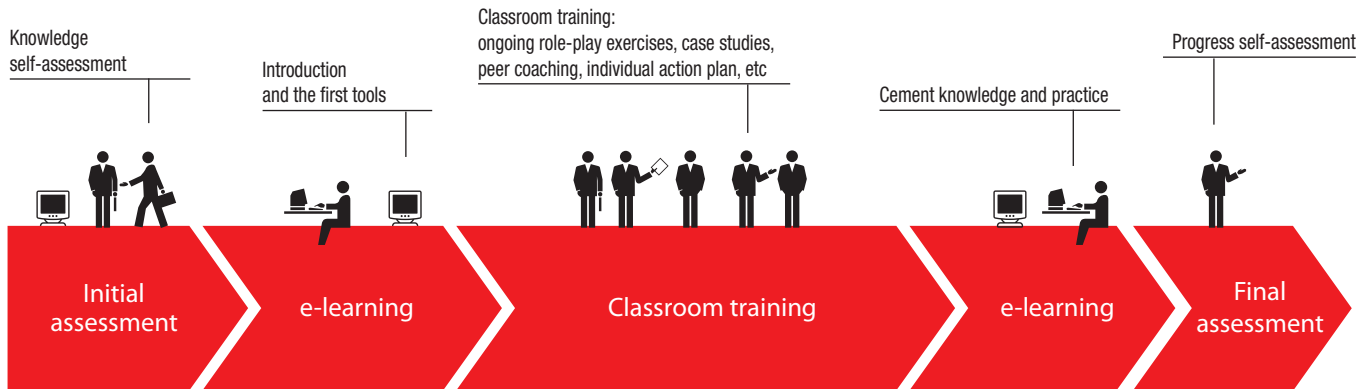 Knowledge
self-assessment
Introduction
and the first tools
Classroom training:
ongoing role-play exercises, case studies,
peer coaching, individual action plan, etc
Cement knowledge and practice
Progress self-assessment
Initial
assessment
e-learning
Classroom training
e-learning
Final
assessment